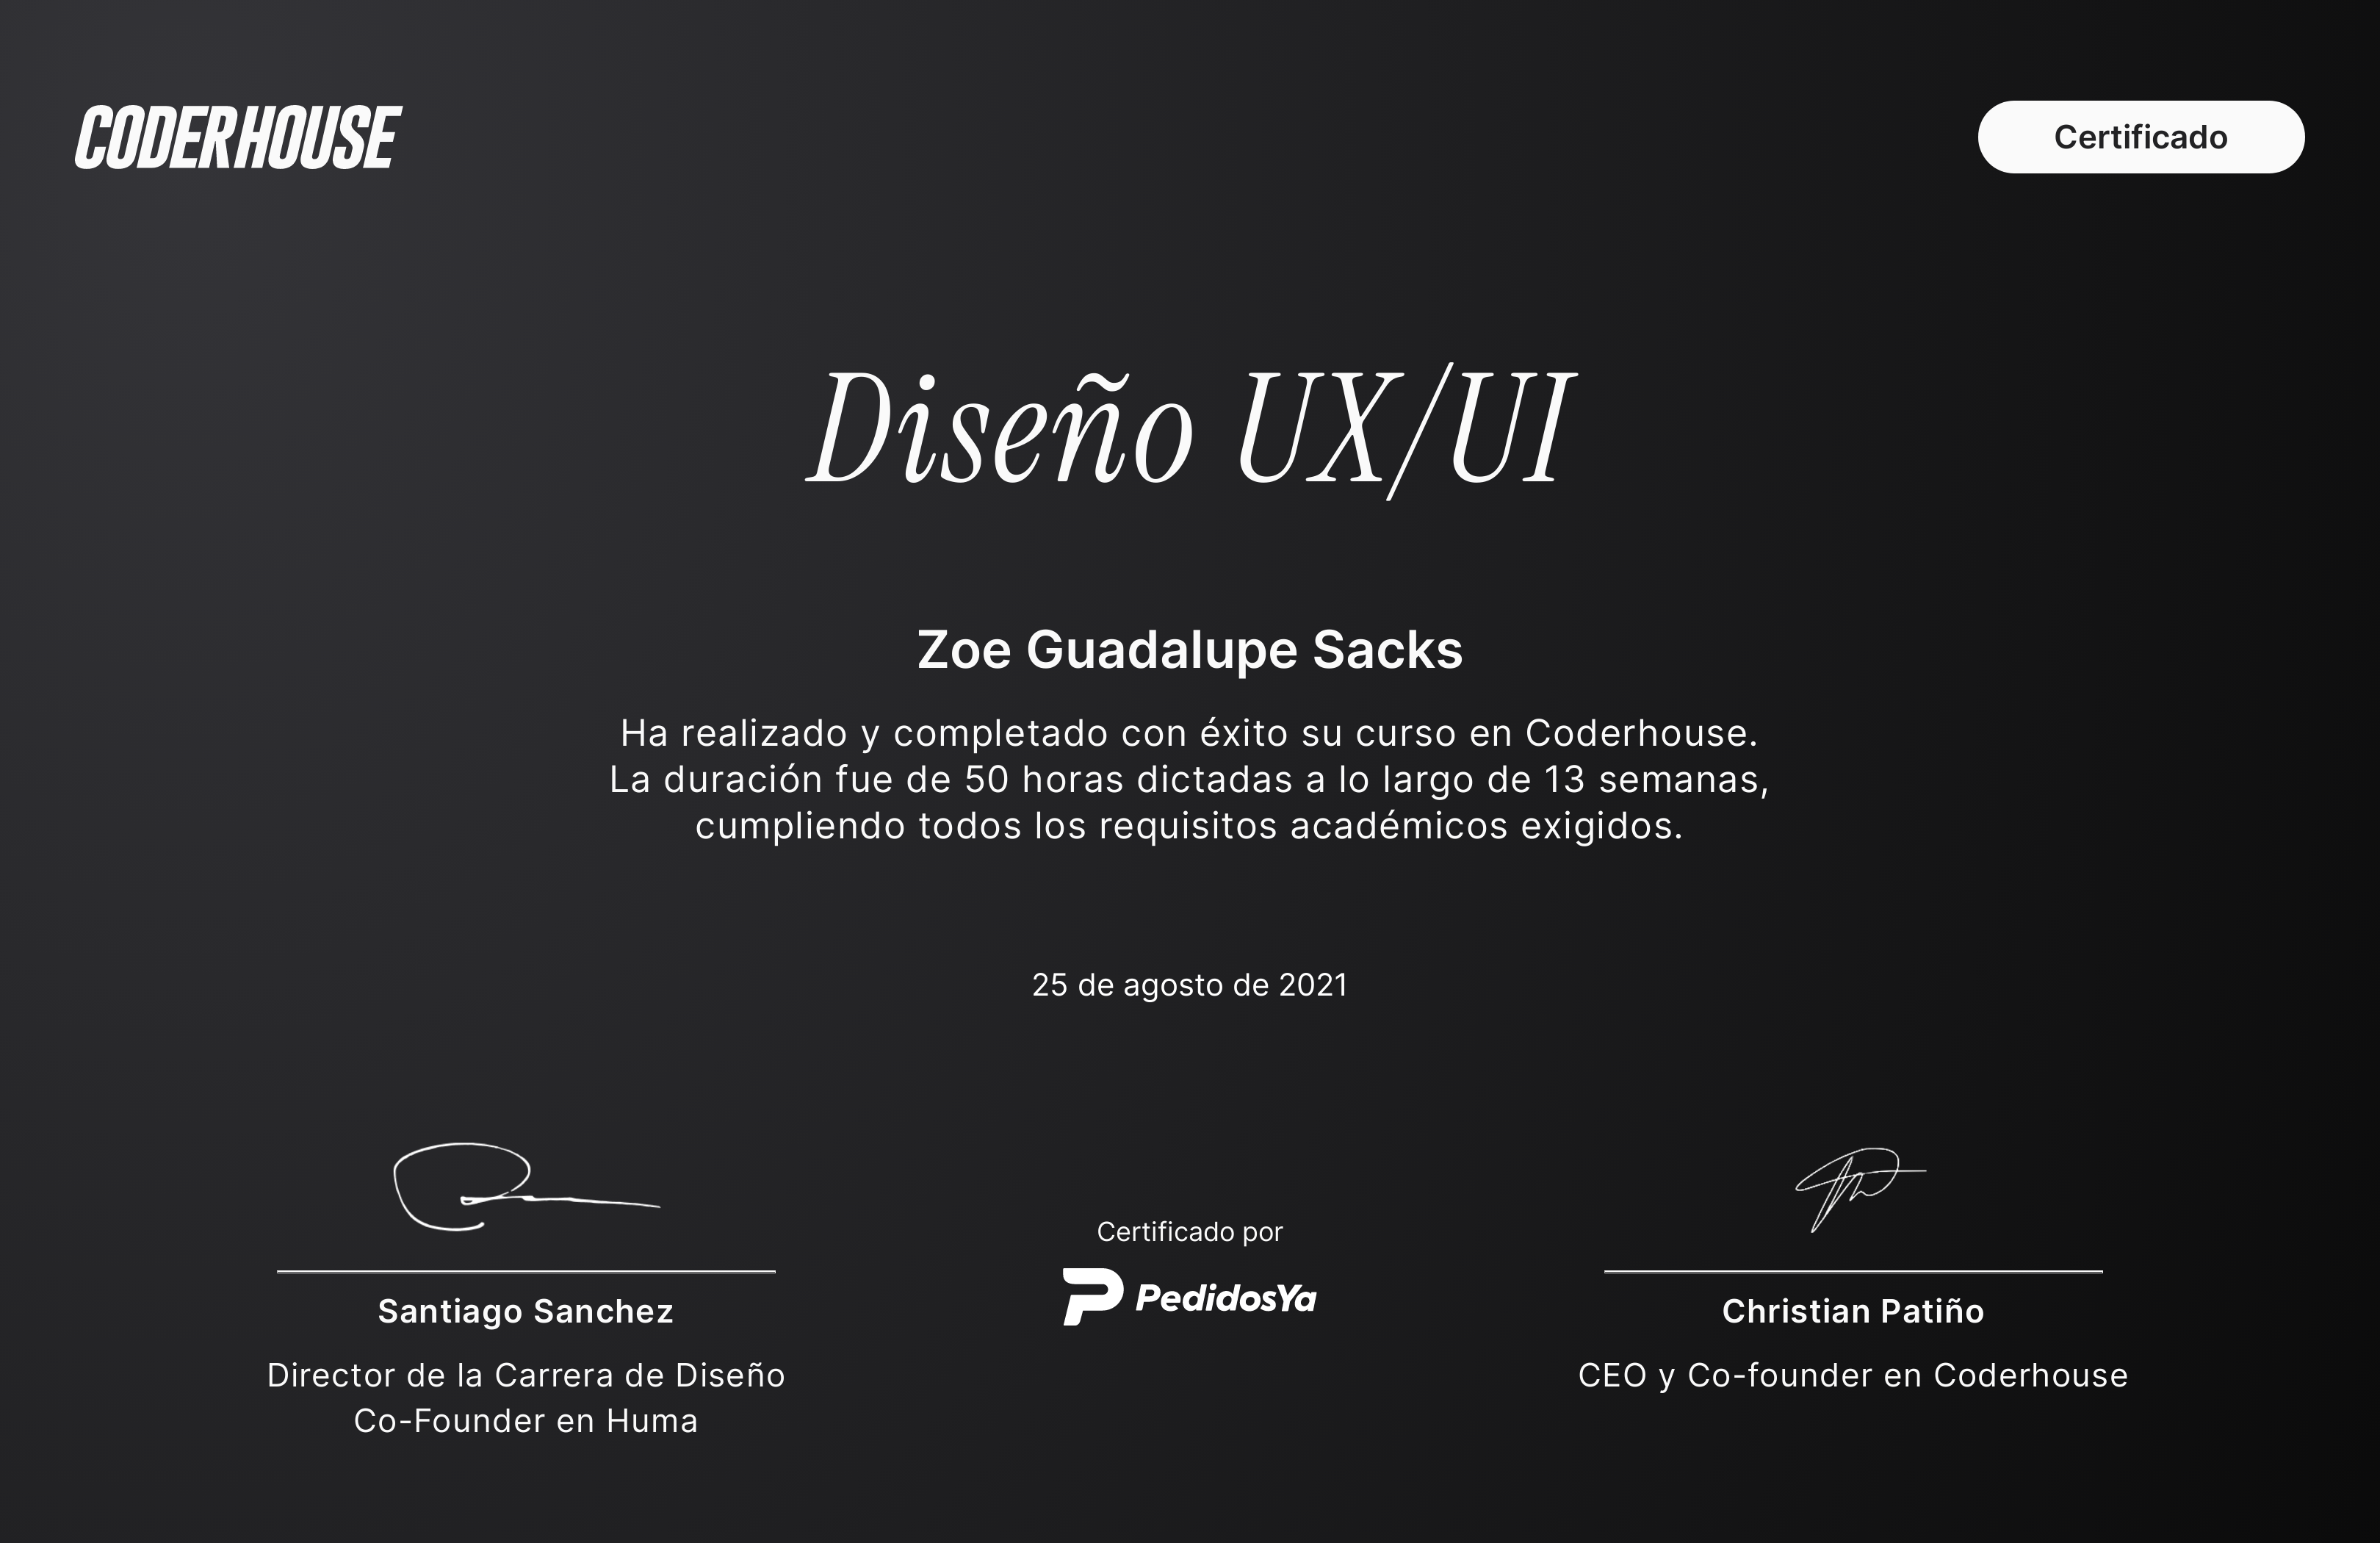 CODERHOUSE
Certificado
Diseño UX/UI
Zoe Guadalupe Sacks
Ha realizado y completado con éxito su curso en Coderhouse.
La duración fue de 50 horas dictadas a lo largo de 13 semanas,
cumpliendo todos los requisitos académicos exigidos.
25 de agosto de 2021
Santiago Sanchez
Director de la Carrera de Diseño
Co-Founder en Huma
Certificado por
PedidosYa
Christian Patiño
CEO y Co-founder en Coderhouse